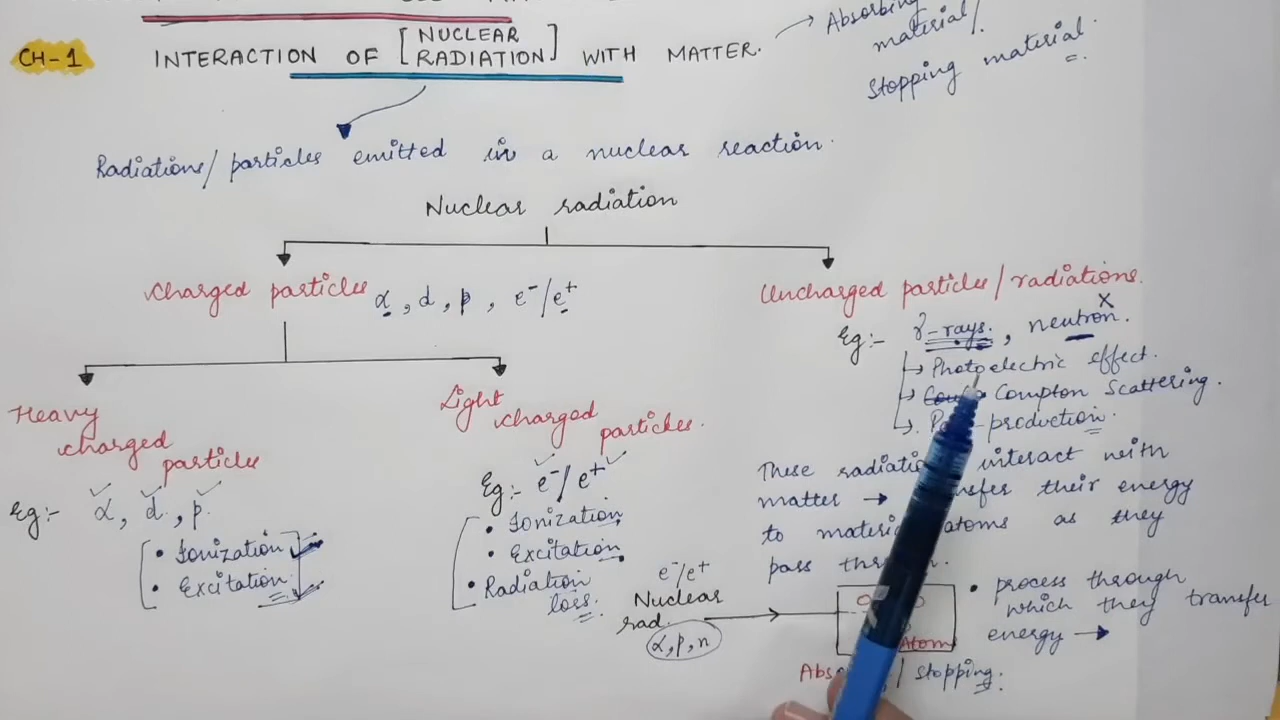 CH-1
INTERACTION OF [NUCLEAR RADIATION] WITH MATTER.
Absorbing material/
Stopping material.
Radiations/particles emitted in a nuclear reaction.
Nuclear radiation
Charged particles α, d, p, e⁻/e⁺
Uncharged particles/radiations.
Eg:- γ-rays, neutron. X
→ Photoelectric effect.
→ Compton Scattering.
→ production.
Heavy charged particles
Eg:- α, d, p.
• Ionization
• Excitation
Light charged particles.
Eg:- e⁻/e⁺
• Ionization
• Excitation
• Radiation loss.
These interact with
matter → their energy
to atoms as they
pass
e⁻/e⁺
Nuclear rad.
α, p, n
Atom
stopping.
• process through
which they transfer
energy →